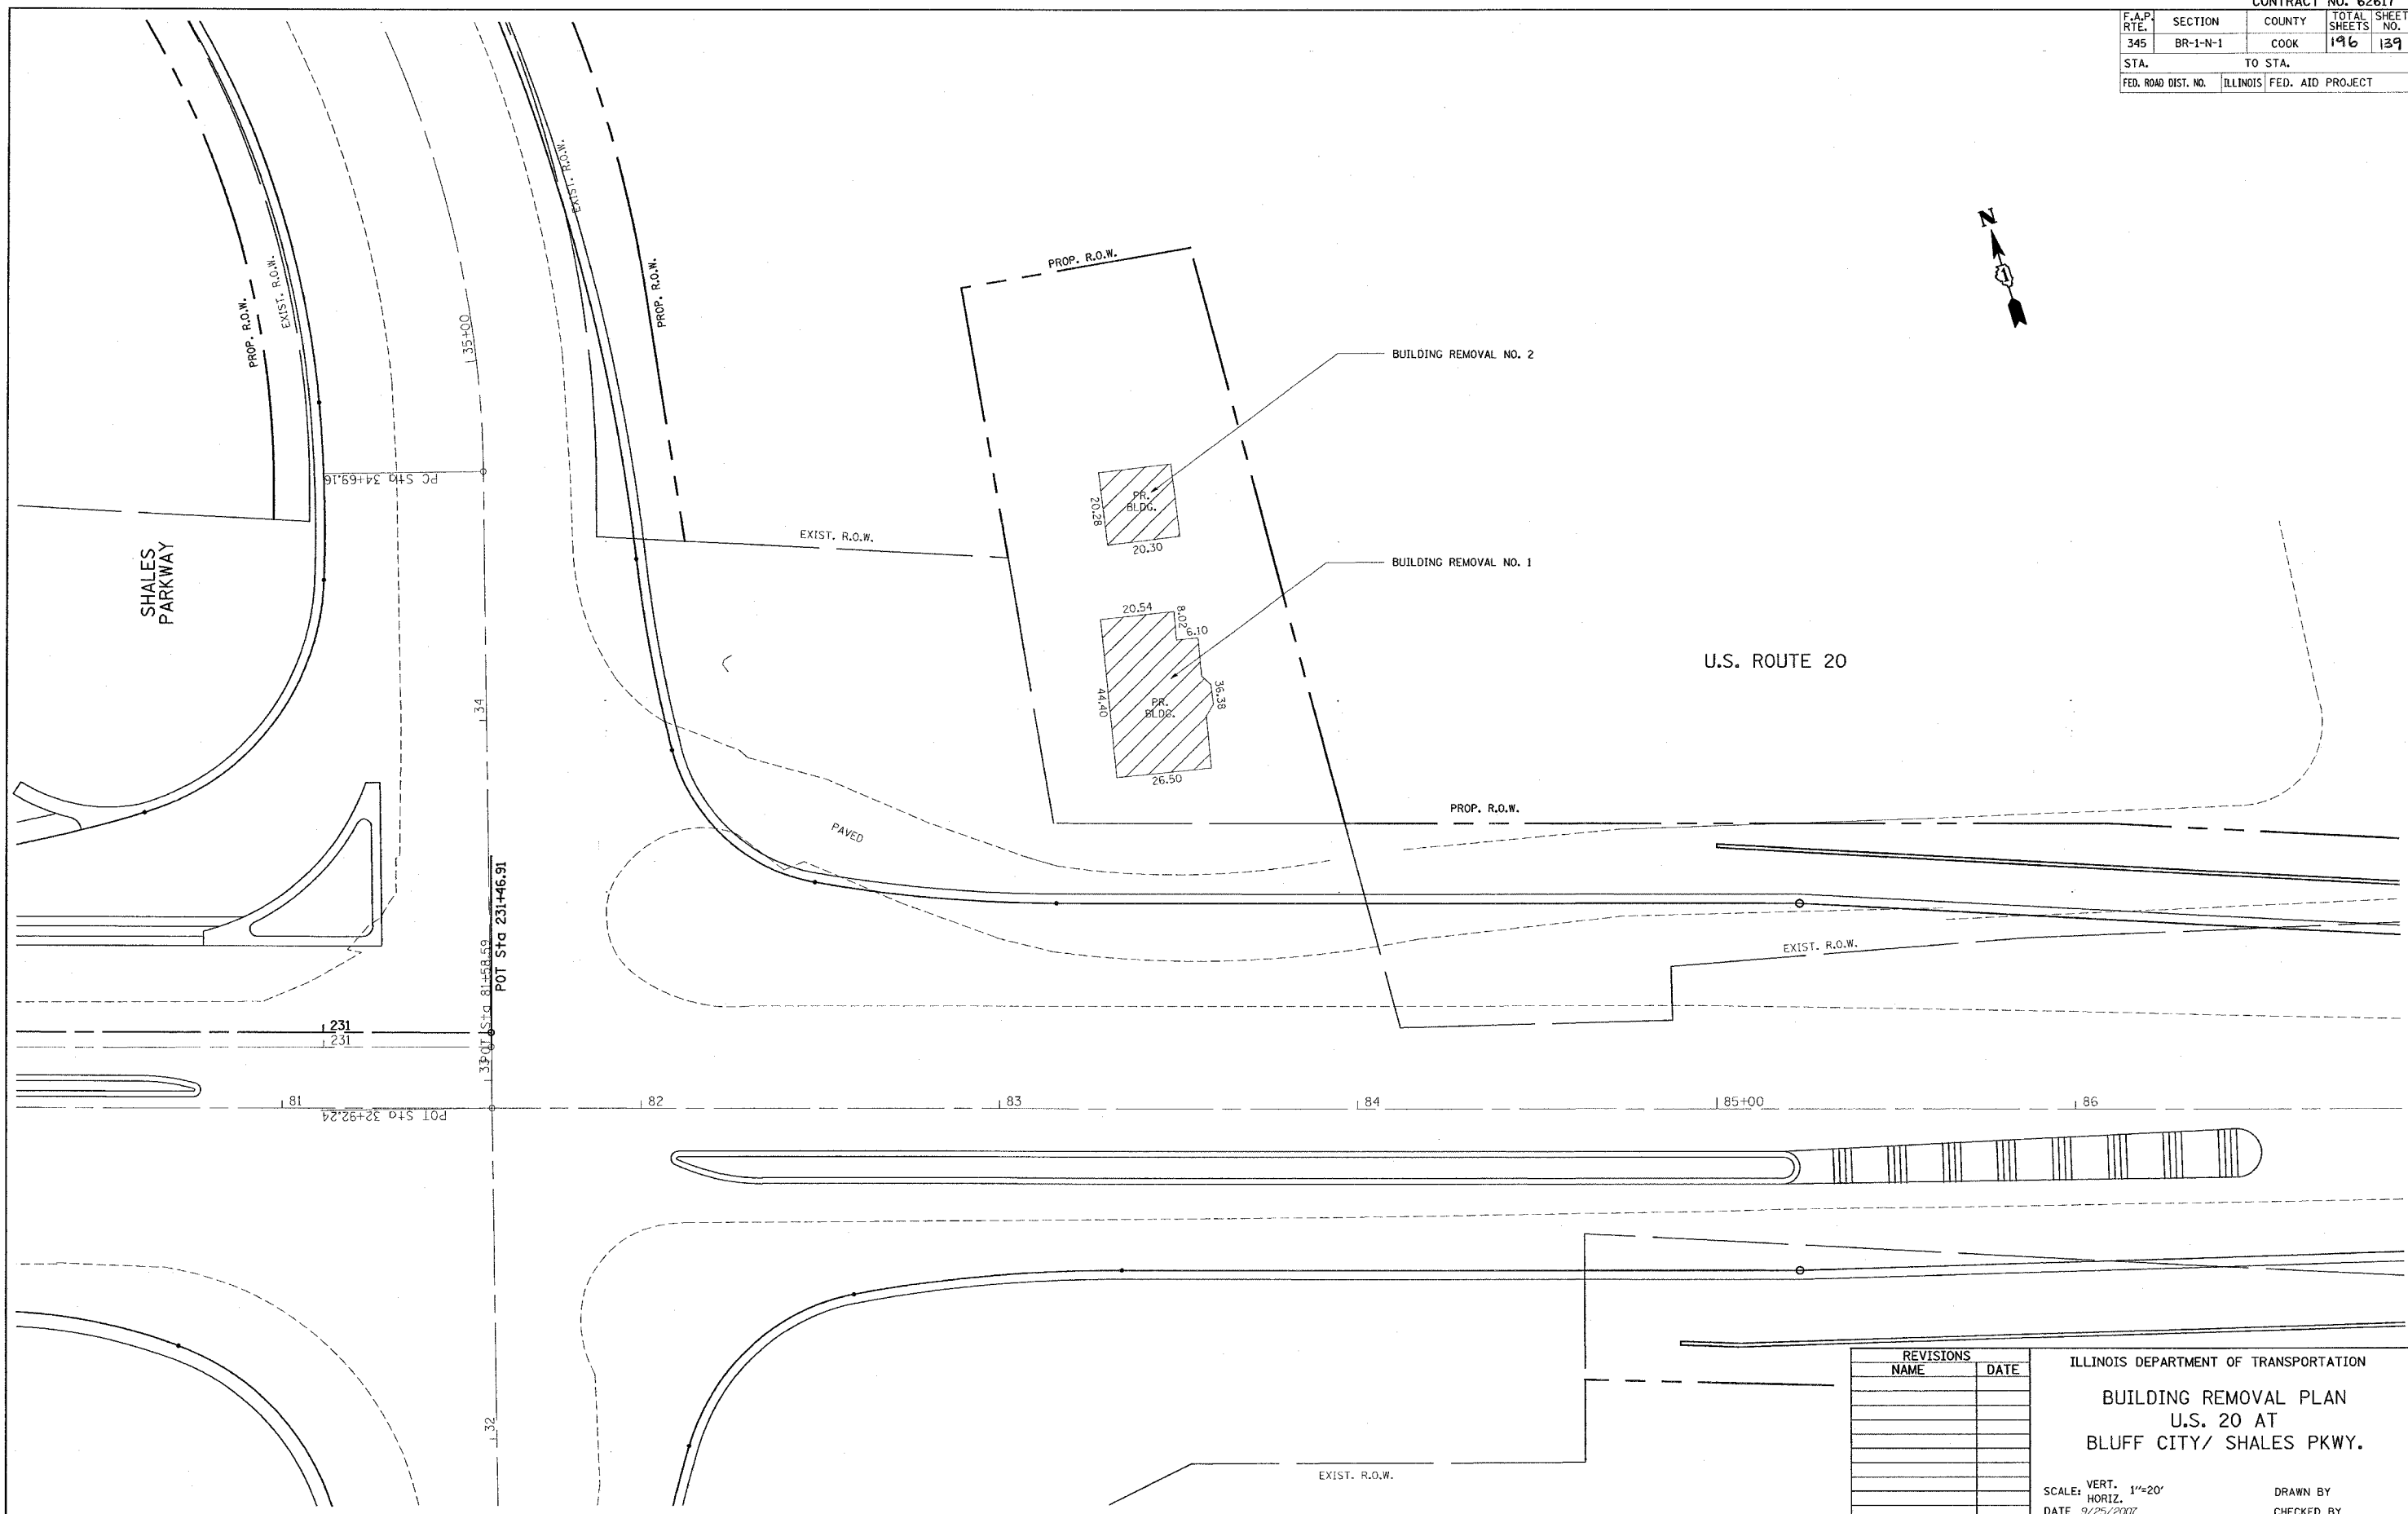 CONTRACT NO. 62617
F.A.P. RTE. SECTION COUNTY TOTAL SHEETS SHEET NO.
345 BR-1-N-1 COOK 196 139
STA. TO STA.
FED. ROAD DIST. NO. ILLINOIS FED. AID PROJECT
N
1
EXIST. R.O.W.
PROP. R.O.W.
EXIST. R.O.W.
PROP. R.O.W.
PROP. R.O.W.
35+00
BUILDING REMOVAL NO. 2
PC Sta 34+69.16
PR.
BLDG.
20.28
20.30
EXIST. R.O.W.
SHALES
PARKWAY
BUILDING REMOVAL NO. 1
20.54
8.02
6.10
U.S. ROUTE 20
34
44.40
36.38
PR.
BLDG.
26.50
PROP. R.O.W.
PAVED
POT Sta 231+46.91
POT Sta 81+58.59
EXIST. R.O.W.
231
231
33
81
82
83
84
85+00
86
POT Sta 32+92.24
32
EXIST. R.O.W.
REVISIONS
NAME DATE
ILLINOIS DEPARTMENT OF TRANSPORTATION
BUILDING REMOVAL PLAN
U.S. 20 AT
BLUFF CITY/ SHALES PKWY.
SCALE: VERT. 1"=20'
HORIZ.
DRAWN BY
DATE 9/25/2007
CHECKED BY